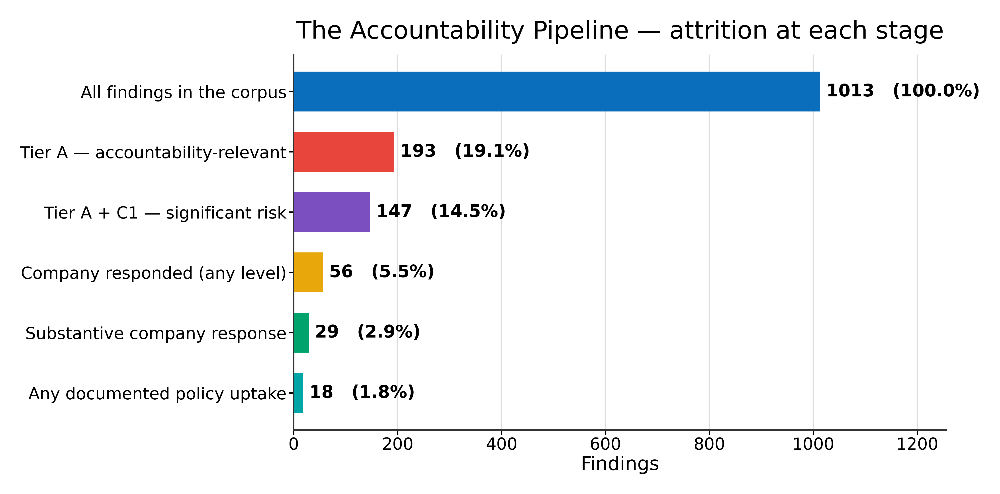 The Accountability Pipeline — attrition at each stage
All findings in the corpus 1013 (100.0%)
Tier A — accountability-relevant 193 (19.1%)
Tier A + C1 — significant risk 147 (14.5%)
Company responded (any level) 56 (5.5%)
Substantive company response 29 (2.9%)
Any documented policy uptake 18 (1.8%)
0 200 400 600 800 1000 1200
Findings